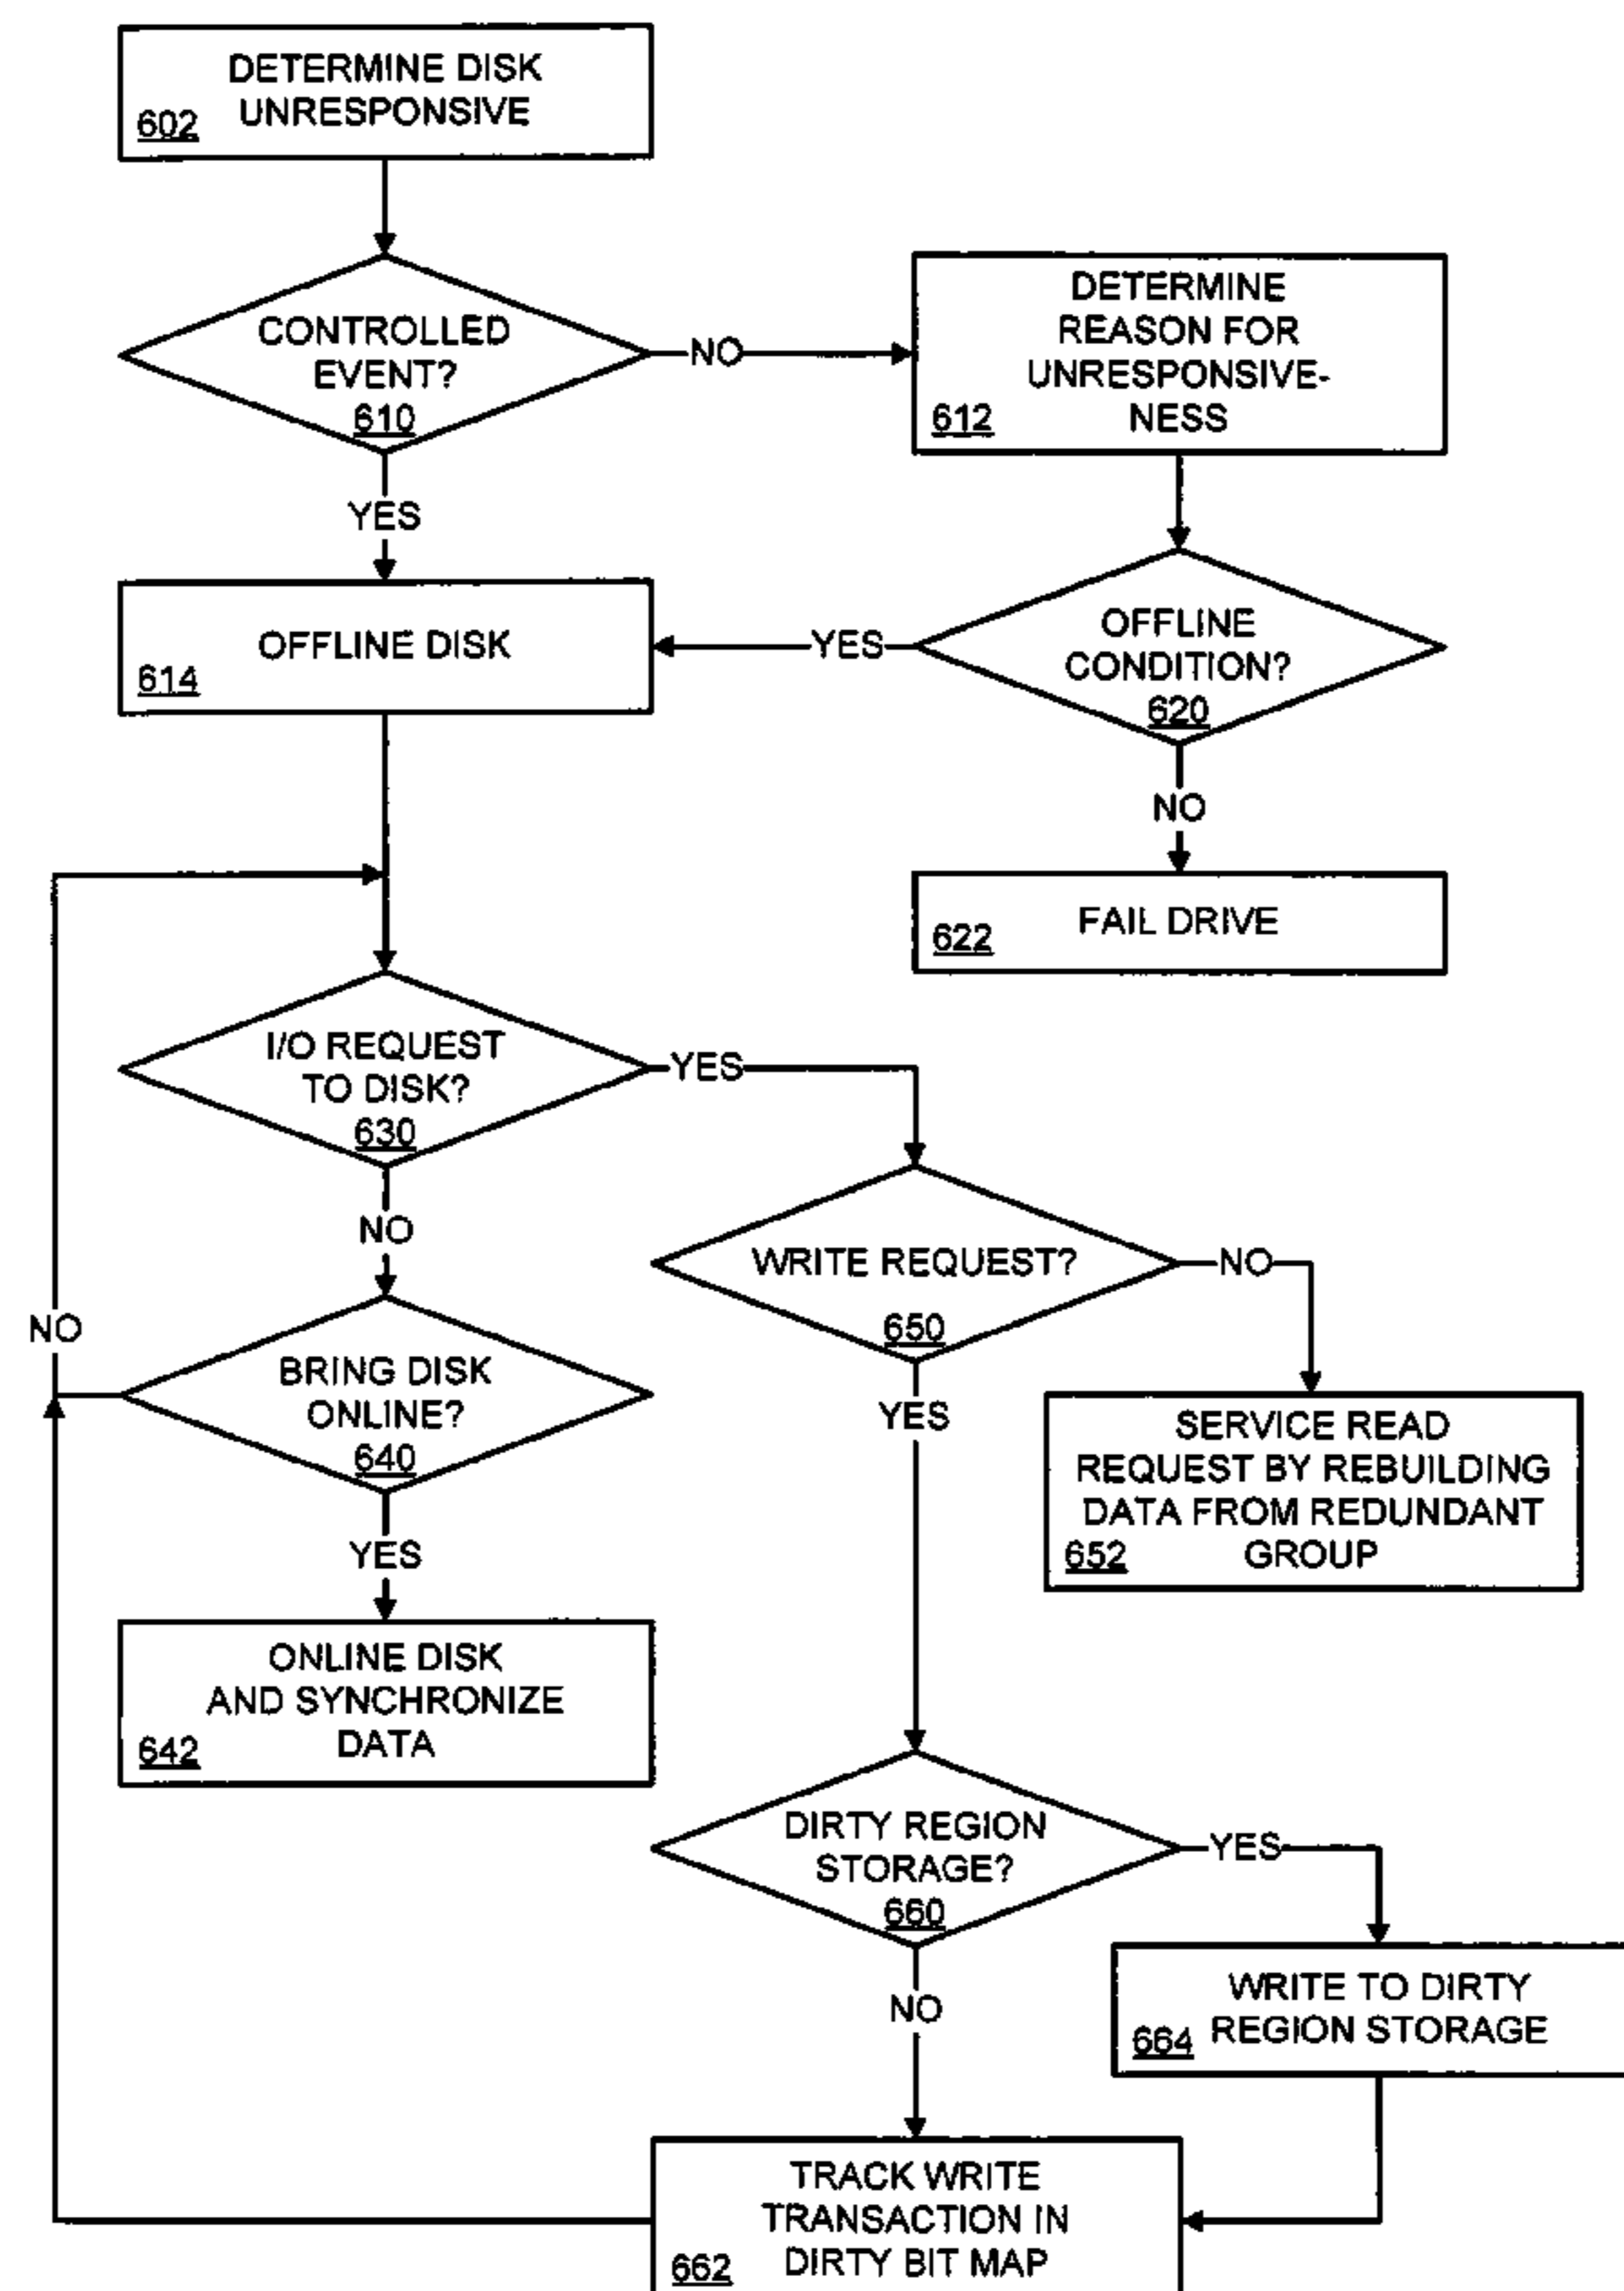 DETERMINE DISK
UNRESPONSIVE
602
CONTROLLED
EVENT?
610
NO
DETERMINE
REASON FOR
UNRESPONSIVE-
NESS
612
YES
OFFLINE DISK
614
YES
OFFLINE
CONDITION?
620
NO
FAIL DRIVE
622
I/O REQUEST
TO DISK?
630
YES
NO
WRITE REQUEST?
650
NO
NO
BRING DISK
ONLINE?
640
YES
SERVICE READ
REQUEST BY REBUILDING
DATA FROM REDUNDANT
GROUP
652
YES
ONLINE DISK
AND SYNCHRONIZE
DATA
642
DIRTY REGION
STORAGE?
660
YES
NO
WRITE TO DIRTY
REGION STORAGE
664
TRACK WRITE
TRANSACTION IN
DIRTY BIT MAP
662